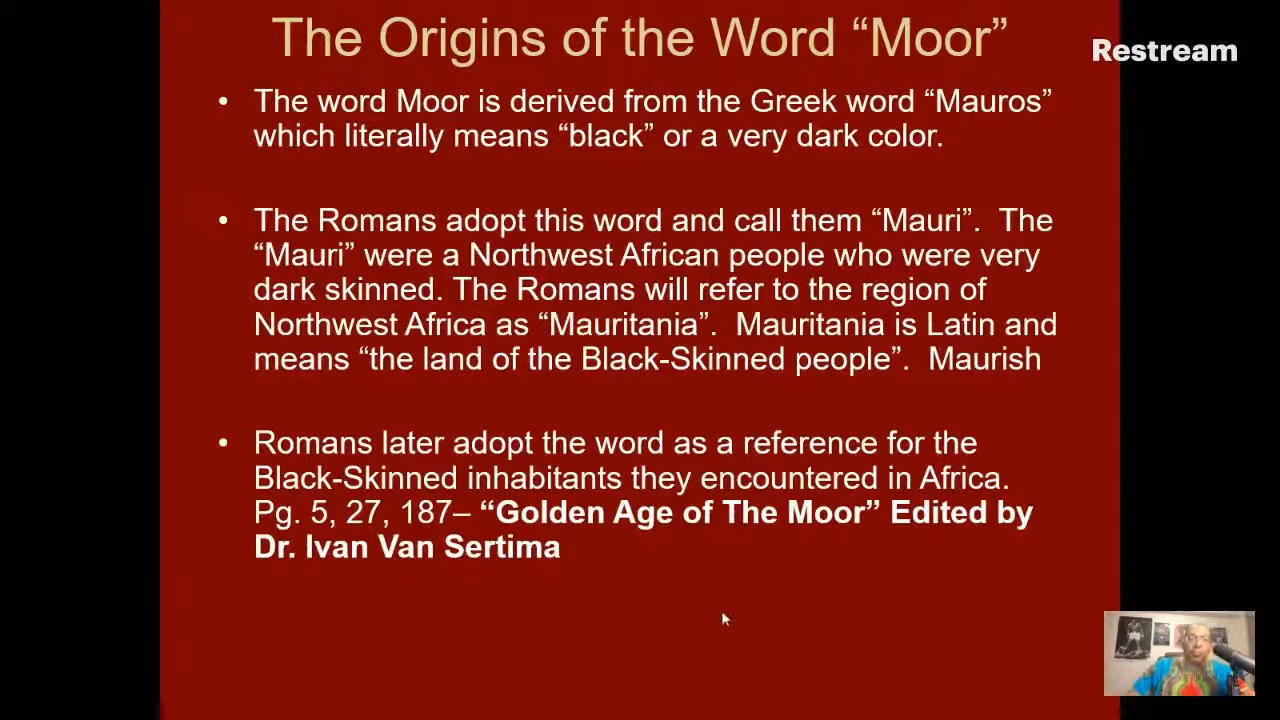 The Origins of the Word “Moor”
Restream
• The word Moor is derived from the Greek word “Mauros”
which literally means “black” or a very dark color.
• The Romans adopt this word and call them “Mauri”.  The
“Mauri” were a Northwest African people who were very
dark skinned. The Romans will refer to the region of
Northwest Africa as “Mauritania”.  Mauritania is Latin and
means “the land of the Black-Skinned people”.  Maurish
• Romans later adopt the word as a reference for the
Black-Skinned inhabitants they encountered in Africa.
Pg. 5, 27, 187– “Golden Age of The Moor” Edited by
Dr. Ivan Van Sertima